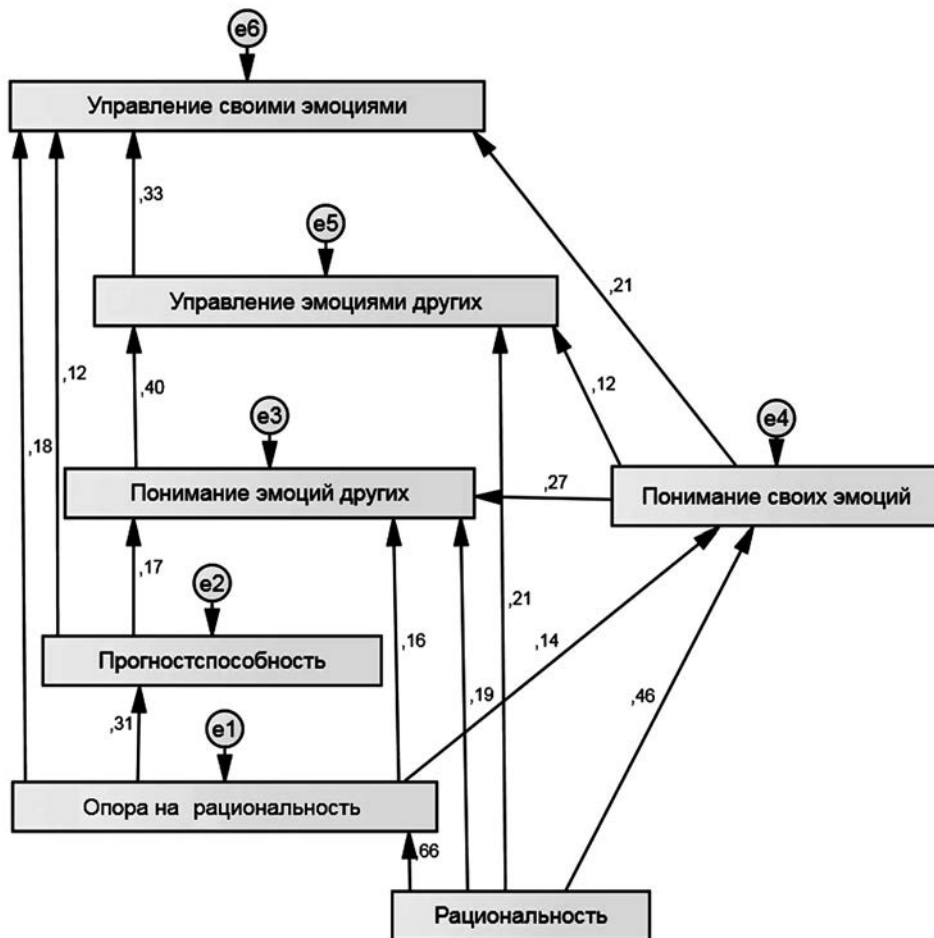 e6
Управление своими эмоциями
,33
e5
Управление эмоциями других
,21
,12
,40
,12
e3
e4
,18
Понимание эмоций других
,27
Понимание своих эмоций
,17
e2
,21
,16
,14
Прогностспособность
,19
,46
,31
e1
Опора на рациональность
,66
Рациональность